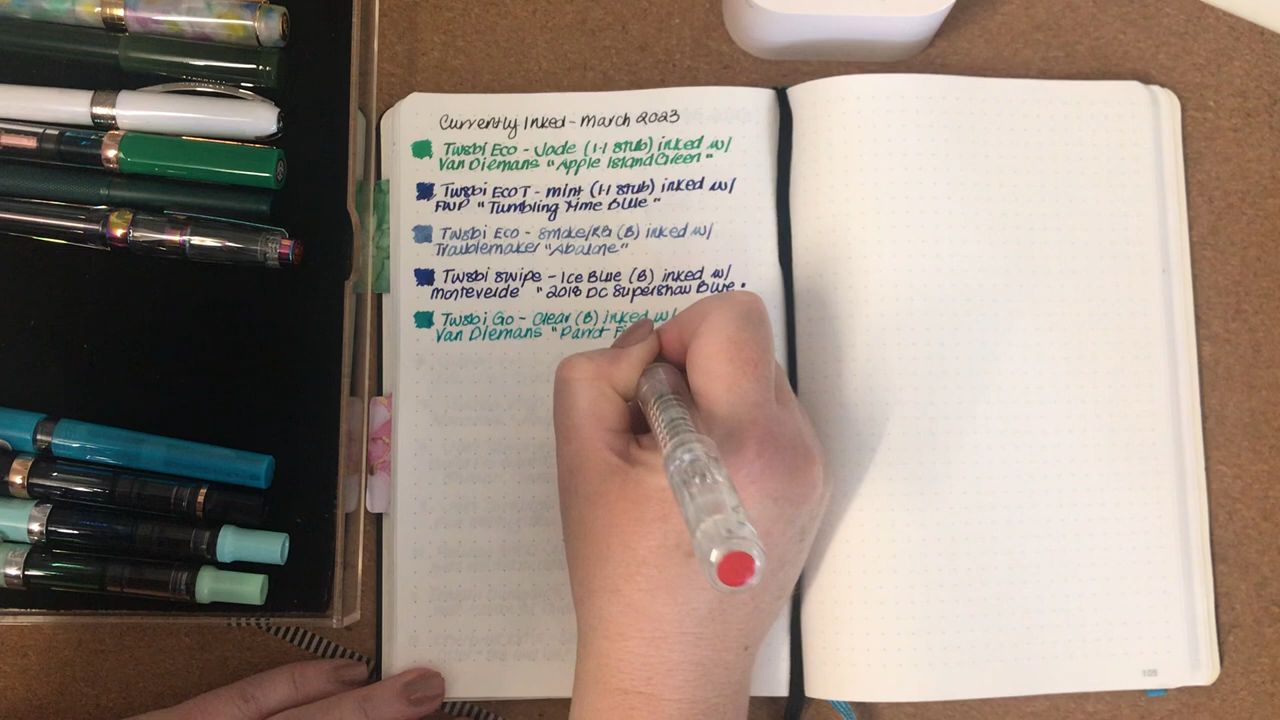 Currently Inked - March 2023
Twsbi Eco - Jade (1.1 Stub) inked w/
Van Diemans "Apple Island Green"
Twsbi ECO T - mint (1.1 Stub) inked w/
FWP "Tumbling Time Blue"
Twsbi Eco - Smoke/RG (B) inked w/
Troublemaker "Abalone"
Twsbi Swipe - Ice Blue (B) inked w/
Monteverde "2018 DC Supershow Blue"
Twsbi Go - Clear (B) inked w/
Van Diemans "Parrot